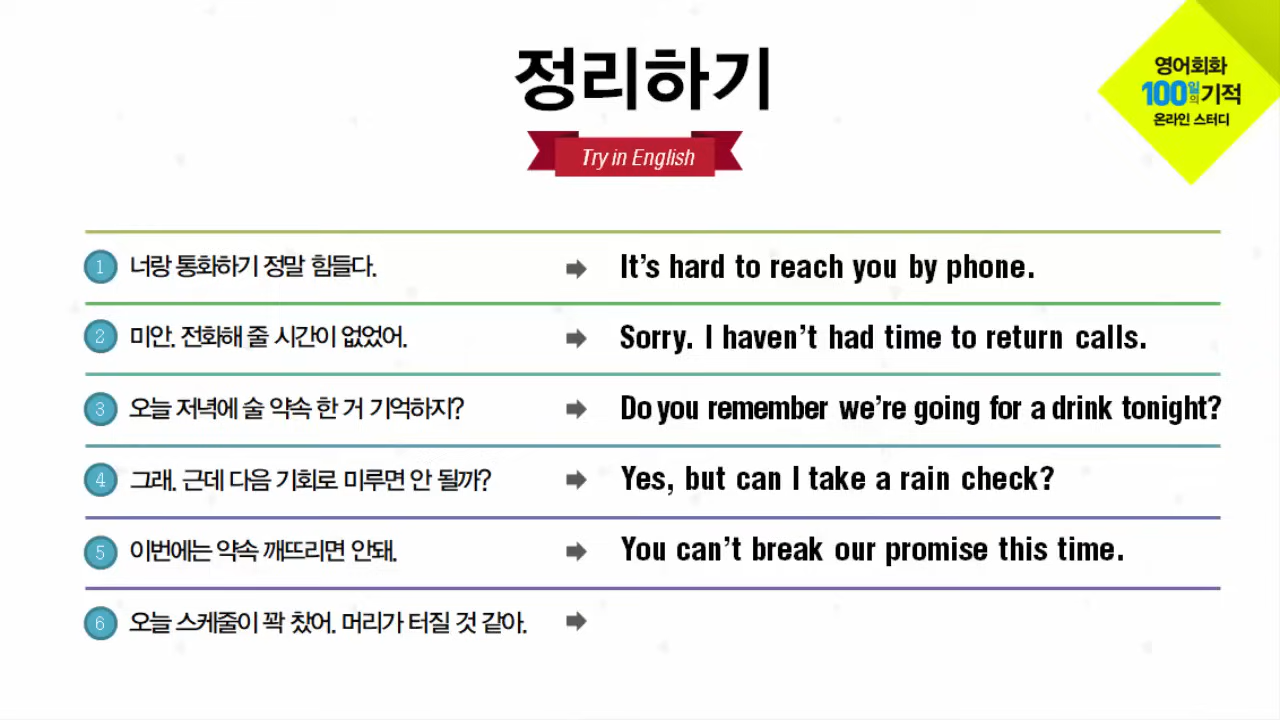 정리하기
Try in English
영어회화
100일의 기적
온라인 스터디
1 너랑 통화하기 정말 힘들다. ➡ It's hard to reach you by phone.
2 미안. 전화해 줄 시간이 없었어. ➡ Sorry. I haven't had time to return calls.
3 오늘 저녁에 술 약속 한 거 기억하지? ➡ Do you remember we're going for a drink tonight?
4 그래. 근데 다음 기회로 미루면 안 될까? ➡ Yes, but can I take a rain check?
5 이번에는 약속 깨뜨리면 안돼. ➡ You can't break our promise this time.
6 오늘 스케줄이 꽉 찼어. 머리가 터질 것 같아. ➡